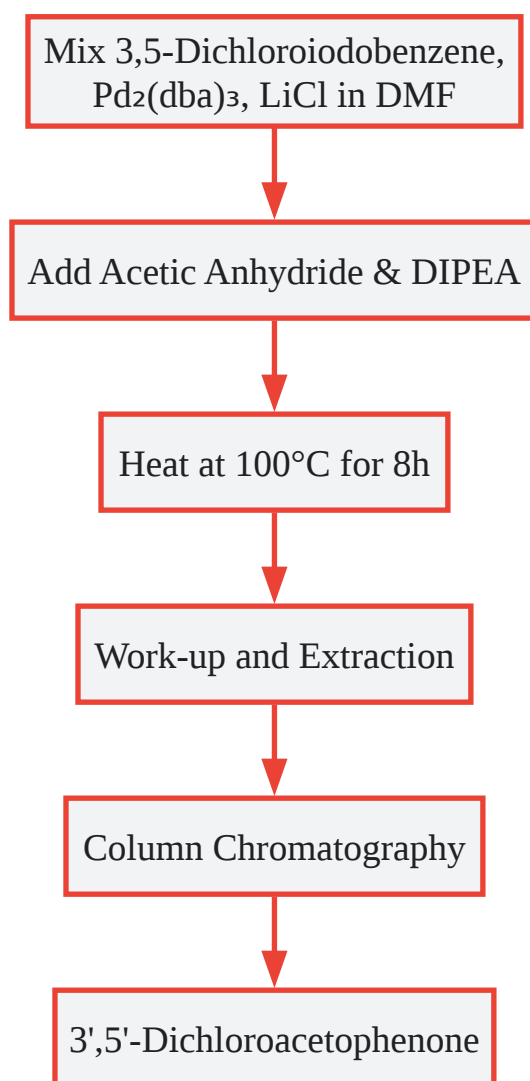 Mix 3,5-Dichloroiodobenzene,
Pd₂(dba)₃, LiCl in DMF
Add Acetic Anhydride & DIPEA
Heat at 100°C for 8h
Work-up and Extraction
Column Chromatography
3',5'-Dichloroacetophenone